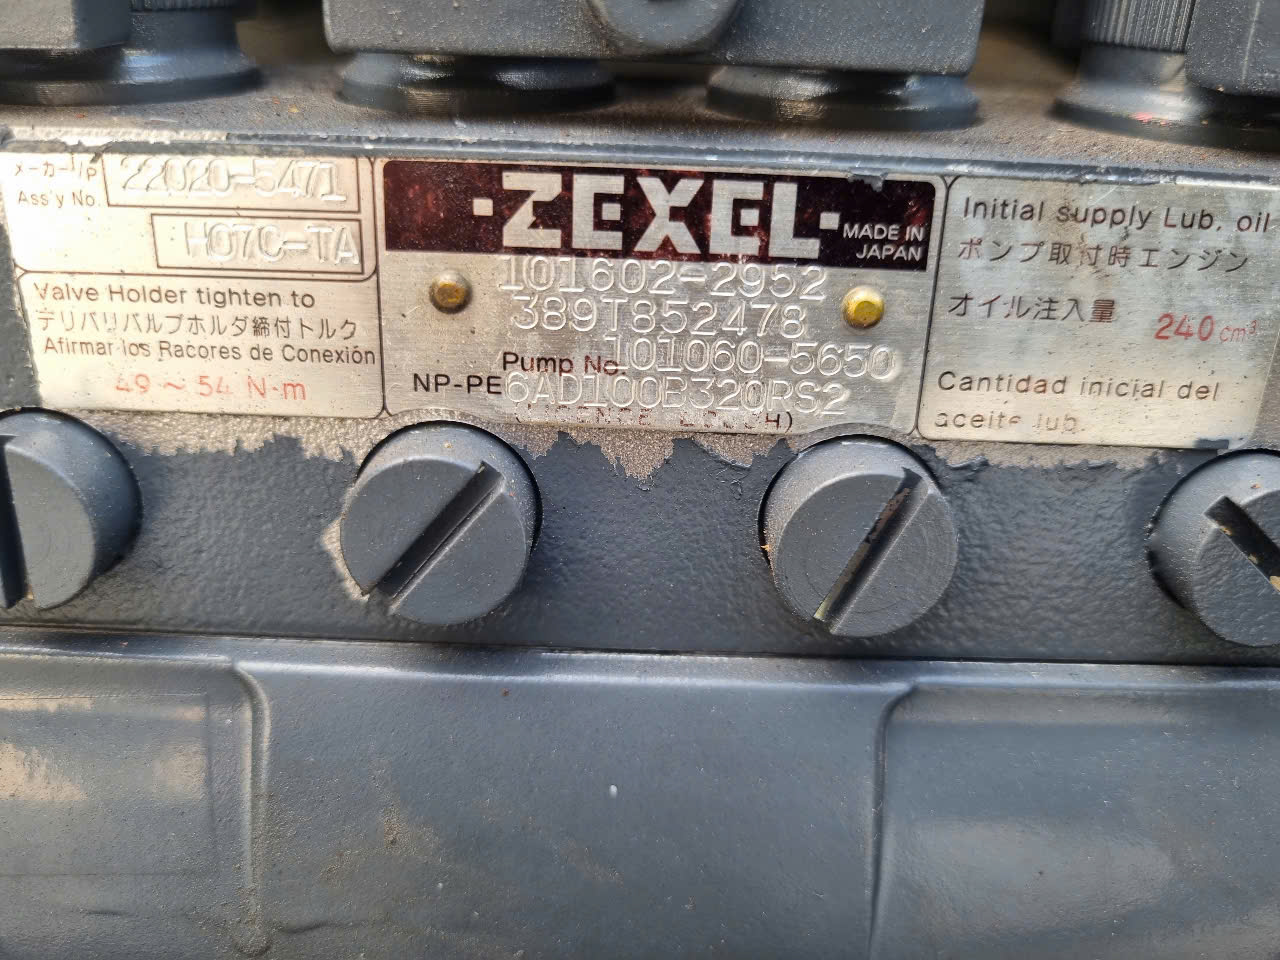 メーカーI/P
Ass'y No.
22020-5471
H07C-TA
Valve Holder tighten to
デリバリバルブホルダ締付トルク
Afirmar los Racores de Conexión
49 ~ 54 N·m
·ZEXEL·
MADE IN
JAPAN
101602-2952
389T852478
Pump No. 101060-5650
NP-PE6AD100B320RS2
Initial supply Lub. oil
ポンプ取付時エンジン
オイル注入量 240 cm³
Cantidad inicial del
aceite lub.